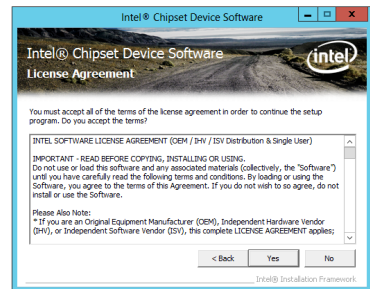 Intel® Chipset Device Software
Intel® Chipset Device Software
License Agreement
intel
You must accept all of the terms of the license agreement in order to continue the setup
program. Do you accept the terms?
INTEL SOFTWARE LICENSE AGREEMENT (OEM / IHV / ISV Distribution & Single User)
IMPORTANT - READ BEFORE COPYING, INSTALLING OR USING.
Do not use or load this software and any associated materials (collectively, the "Software")
until you have carefully read the following terms and conditions. By loading or using the
Software, you agree to the terms of this Agreement. If you do not wish to so agree, do not
install or use the Software.
Please Also Note:
* If you are an Original Equipment Manufacturer (OEM), Independent Hardware Vendor
(IHV), or Independent Software Vendor (ISV), this complete LICENSE AGREEMENT applies;
< Back Yes No
Intel® Installation Framework